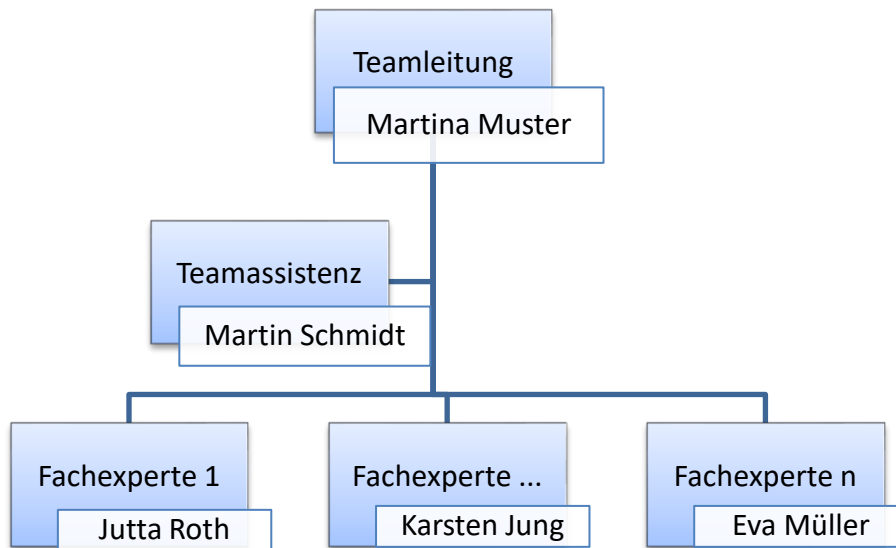 Teamleitung
Martina Muster
Teamassistenz
Martin Schmidt
Fachexperte 1
Jutta Roth
Fachexperte ...
Karsten Jung
Fachexperte n
Eva Müller